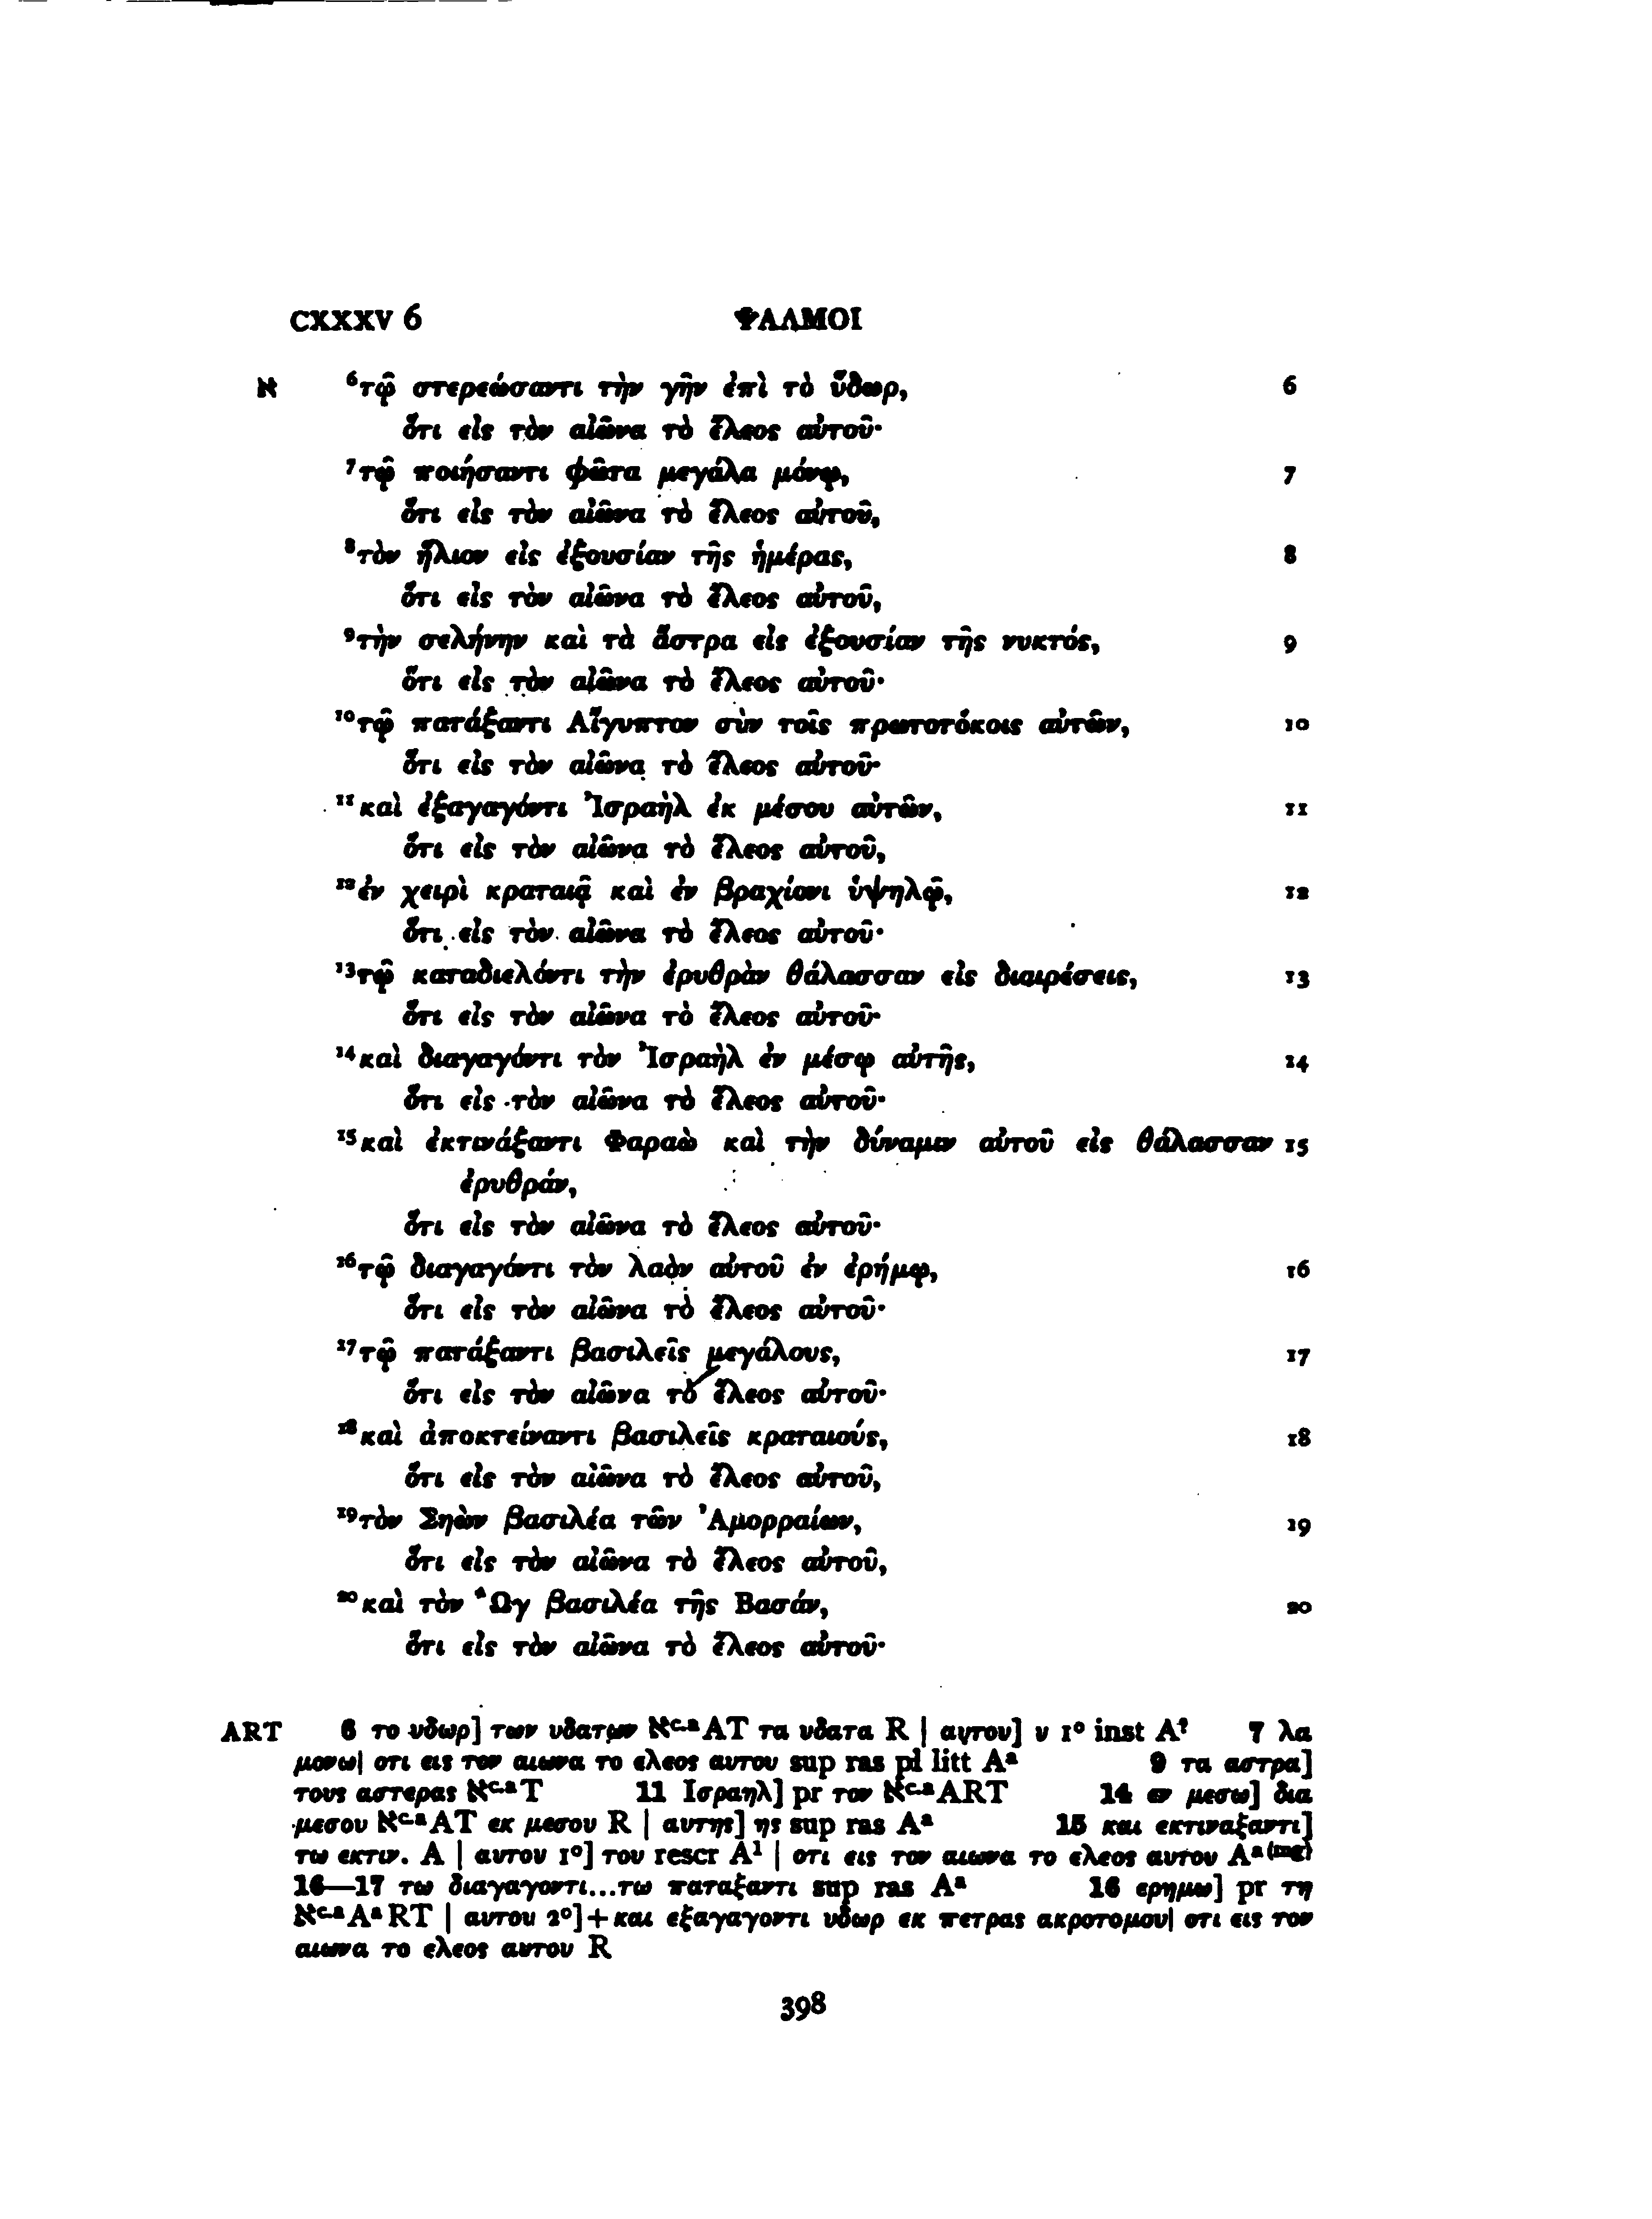 CXXXV 6 ΨΑΛΜΟΙ
א ⁶τῷ στερεώσαντι τὴν γῆν ἐπὶ τὸ ὕδωρ, 6
ὅτι εἰς τὸν αἰῶνα τὸ ἔλεος αὐτοῦ·
⁷τῷ ποιήσαντι φῶτα μεγάλα μόνῳ, 7
ὅτι εἰς τὸν αἰῶνα τὸ ἔλεος αὐτοῦ,
⁸τὸν ἥλιον εἰς ἐξουσίαν τῆς ἡμέρας, 8
ὅτι εἰς τὸν αἰῶνα τὸ ἔλεος αὐτοῦ,
⁹τὴν σελήνην καὶ τὰ ἄστρα εἰς ἐξουσίαν τῆς νυκτός, 9
ὅτι εἰς τὸν αἰῶνα τὸ ἔλεος αὐτοῦ·
¹⁰τῷ πατάξαντι Αἴγυπτον σὺν τοῖς πρωτοτόκοις αὐτῶν, 10
ὅτι εἰς τὸν αἰῶνα τὸ ἔλεος αὐτοῦ·
¹¹καὶ ἐξαγαγόντι Ἰσραὴλ ἐκ μέσου αὐτῶν, 11
ὅτι εἰς τὸν αἰῶνα τὸ ἔλεος αὐτοῦ,
¹²ἐν χειρὶ κραταιᾷ καὶ ἐν βραχίονι ὑψηλῷ, 12
ὅτι εἰς τὸν αἰῶνα τὸ ἔλεος αὐτοῦ·
¹³τῷ καταδιελόντι τὴν ἐρυθρὰν θάλασσαν εἰς διαιρέσεις, 13
ὅτι εἰς τὸν αἰῶνα τὸ ἔλεος αὐτοῦ·
¹⁴καὶ διαγαγόντι τὸν Ἰσραὴλ ἐν μέσῳ αὐτῆς, 14
ὅτι εἰς τὸν αἰῶνα τὸ ἔλεος αὐτοῦ·
¹⁵καὶ ἐκτινάξαντι Φαραὼ καὶ τὴν δύναμιν αὐτοῦ εἰς θάλασσαν 15
ἐρυθράν,
ὅτι εἰς τὸν αἰῶνα τὸ ἔλεος αὐτοῦ·
¹⁶τῷ διαγαγόντι τὸν λαὸν αὐτοῦ ἐν ἐρήμῳ, 16
ὅτι εἰς τὸν αἰῶνα τὸ ἔλεος αὐτοῦ·
¹⁷τῷ πατάξαντι βασιλεῖς μεγάλους, 17
ὅτι εἰς τὸν αἰῶνα τὸ ἔλεος αὐτοῦ·
¹⁸καὶ ἀποκτείναντι βασιλεῖς κραταιούς, 18
ὅτι εἰς τὸν αἰῶνα τὸ ἔλεος αὐτοῦ,
¹⁹τὸν Σηὼν βασιλέα τῶν Ἀμορραίων, 19
ὅτι εἰς τὸν αἰῶνα τὸ ἔλεος αὐτοῦ,
²⁰καὶ τὸν Ὢγ βασιλέα τῆς Βασάν, 20
ὅτι εἰς τὸν αἰῶνα τὸ ἔλεος αὐτοῦ·
ART 6 το υδωρ] των υδατων אᶜ·ᵃAT τα υδατα R | αυτου] υ 1° inst A? 7 λα
μονω| οτι εις τον αιωνα το ελεος αυτου sup ras pl litt Aᵃ 9 τα αστρα]
τους αστερας אᶜ·ᵃT 11 Ισραηλ] pr τον אᶜ·ᵃART 14 εν μεσω] δια
μεσου אᶜ·ᵃAT εκ μεσου R | αυτης] ης sup ras Aᵃ 15 και εκτιναξαντι]
τω εκτιν. A | αυτου 1°] του rescr A¹ | οτι εις τον αιωνα το ελεος αυτου Aᵃ⁽ᵐᵍ⁾
16—17 τω διαγαγοντι...τω παταξαντι sup ras Aᵃ 16 ερημω] pr τη
אᶜ·ᵃAᵃRT | αυτου 2°]+και εξαγαγοντι υδωρ εκ πετρας ακροτομου| οτι εις τον
αιωνα το ελεος αυτου R
398